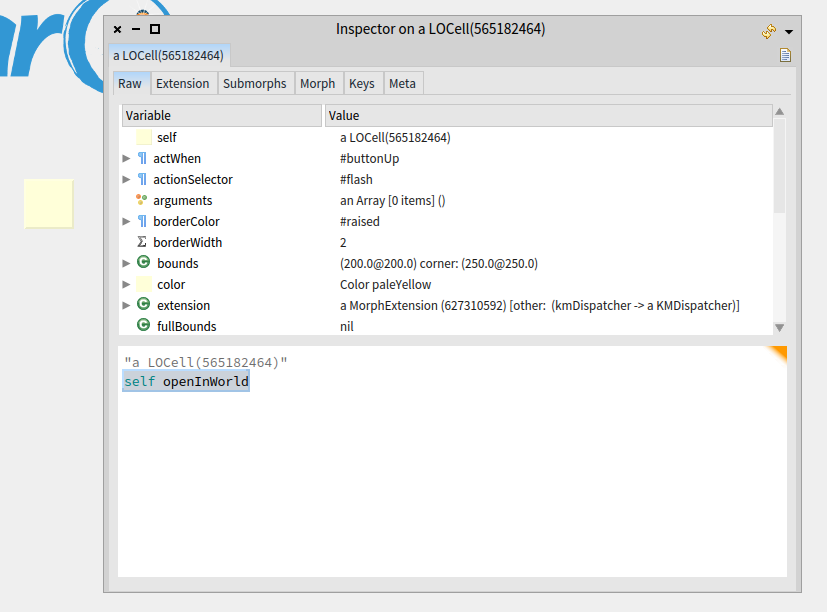 Inspector on a LOCell(565182464)
a LOCell(565182464)
Raw Extension Submorphs Morph Keys Meta
Variable Value
self a LOCell(565182464)
actWhen #buttonUp
actionSelector #flash
arguments an Array [0 items] ()
borderColor #raised
borderWidth 2
bounds (200.0@200.0) corner: (250.0@250.0)
color Color paleYellow
extension a MorphExtension (627310592) [other:  (kmDispatcher -> a KMDispatcher)]
fullBounds nil
"a LOCell(565182464)"
self openInWorld